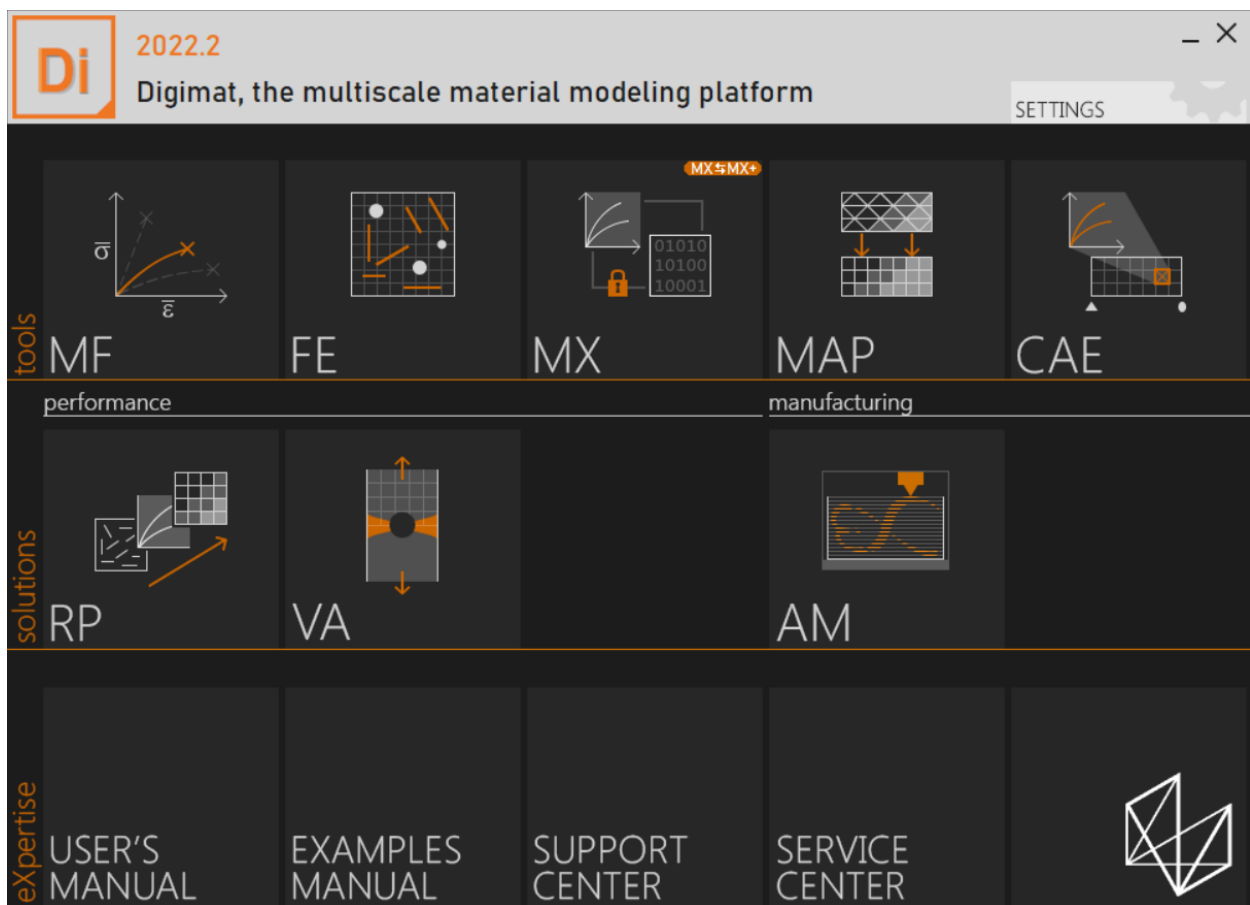 Di
2022.2
Digimat, the multiscale material modeling platform
SETTINGS
tools
σ̅
ε̅
MF
FE
MX⇆MX+
01010
10100
10001
MX
MAP
CAE
performance
manufacturing
solutions
RP
VA
AM
eXpertise
USER'S
MANUAL
EXAMPLES
MANUAL
SUPPORT
CENTER
SERVICE
CENTER